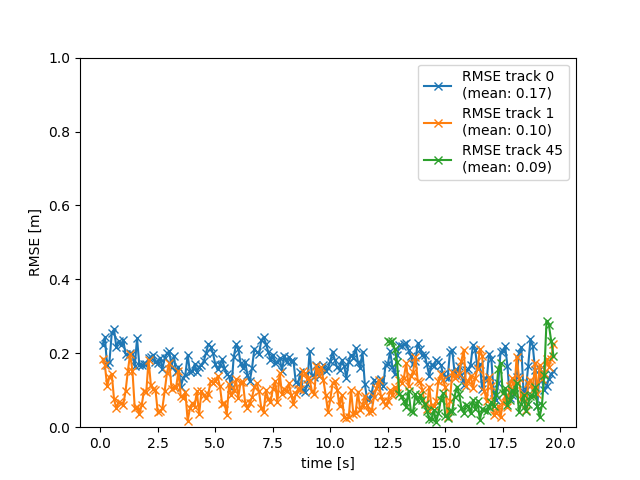 RMSE track 0
(mean: 0.17)
RMSE track 1
(mean: 0.10)
RMSE track 45
(mean: 0.09)
1.0
0.8
0.6
0.4
0.2
0.0
RMSE [m]
0.0 2.5 5.0 7.5 10.0 12.5 15.0 17.5 20.0
time [s]